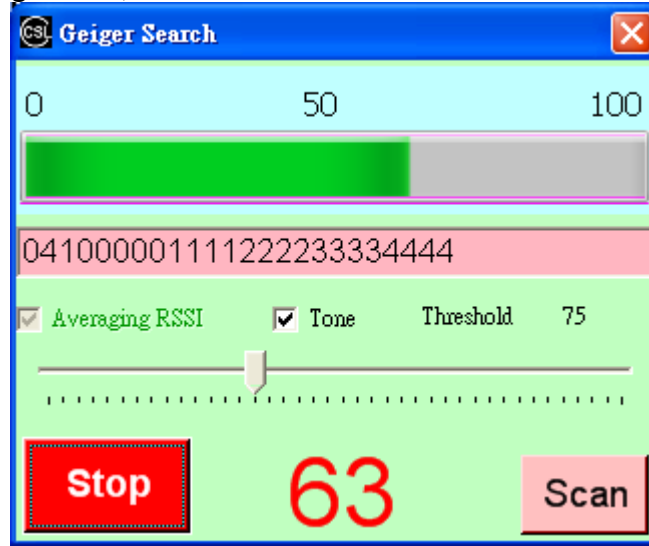 CSL Geiger Search
0 50 100
041000001111222233334444
Averaging RSSI Tone Threshold 75
Stop 63 Scan